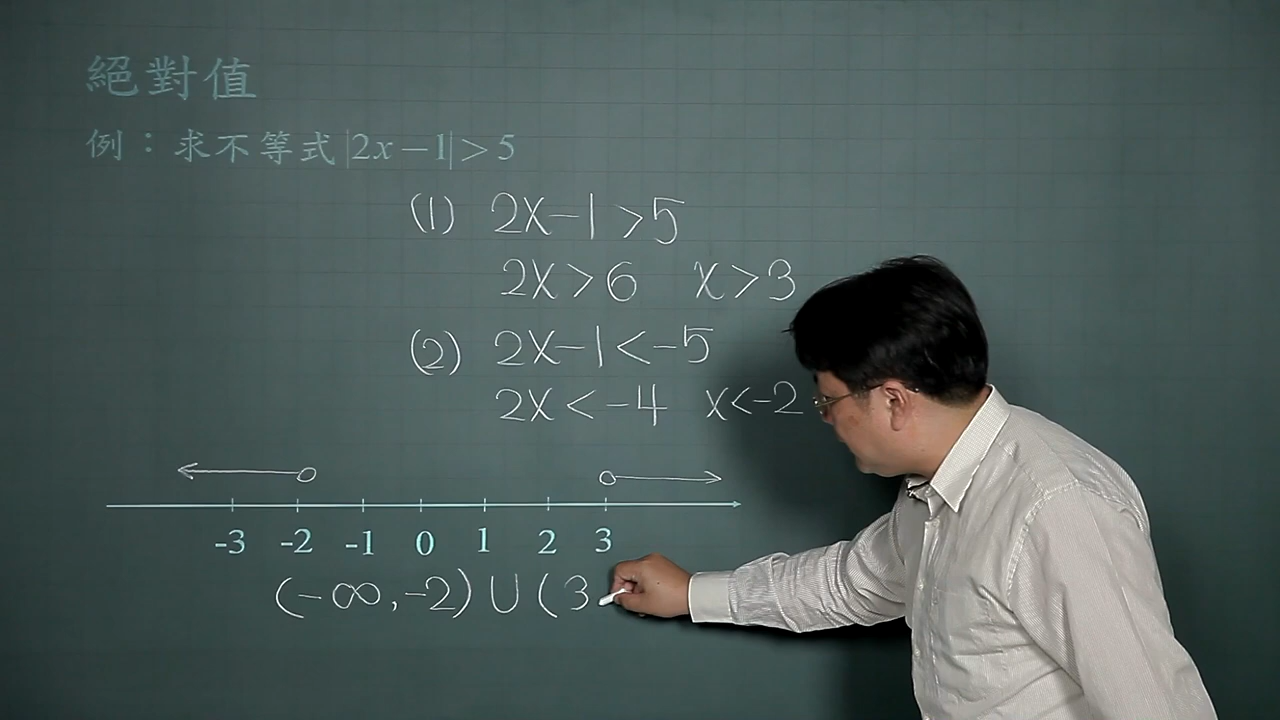 絕對值
例：求不等式|2x－1|＞5
(1) 2x－1＞5
2x＞6 x＞3
(2) 2x－1＜－5
2x＜－4 x＜－2
-3 -2 -1 0 1 2 3
(－∞,－2)∪(3